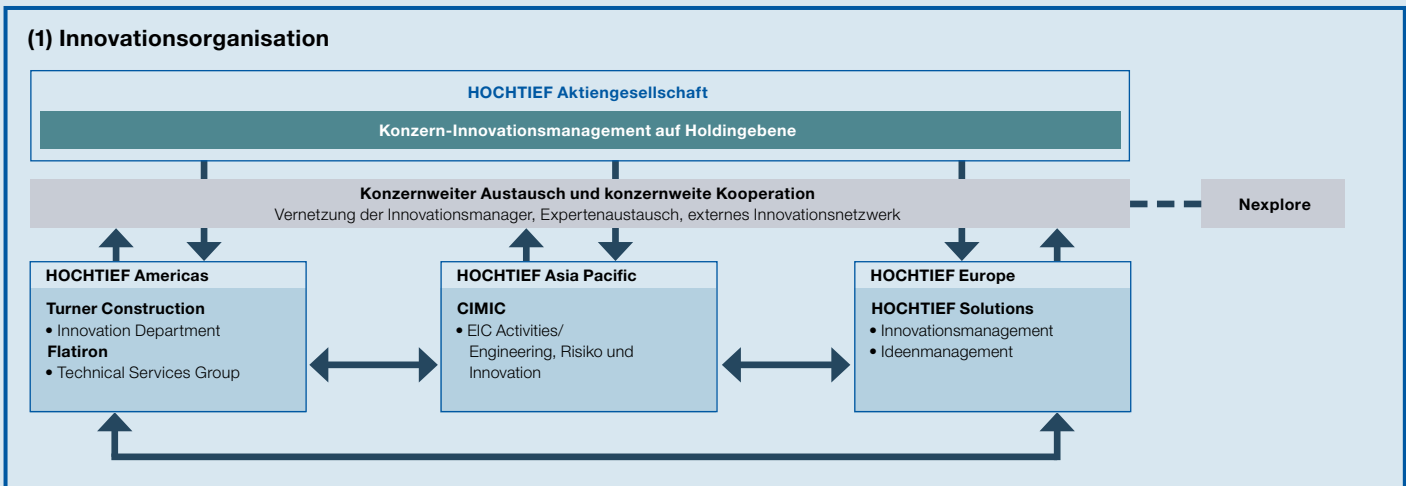 (1) Innovationsorganisation
HOCHTIEF Aktiengesellschaft
Konzern-Innovationsmanagement auf Holdingebene
Konzernweiter Austausch und konzernweite Kooperation
Vernetzung der Innovationsmanager, Expertenaustausch, externes Innovationsnetzwerk
Nexplore
HOCHTIEF Americas
Turner Construction
• Innovation Department
Flatiron
• Technical Services Group
HOCHTIEF Asia Pacific
CIMIC
• EIC Activities/
Engineering, Risiko und
Innovation
HOCHTIEF Europe
HOCHTIEF Solutions
• Innovationsmanagement
• Ideenmanagement